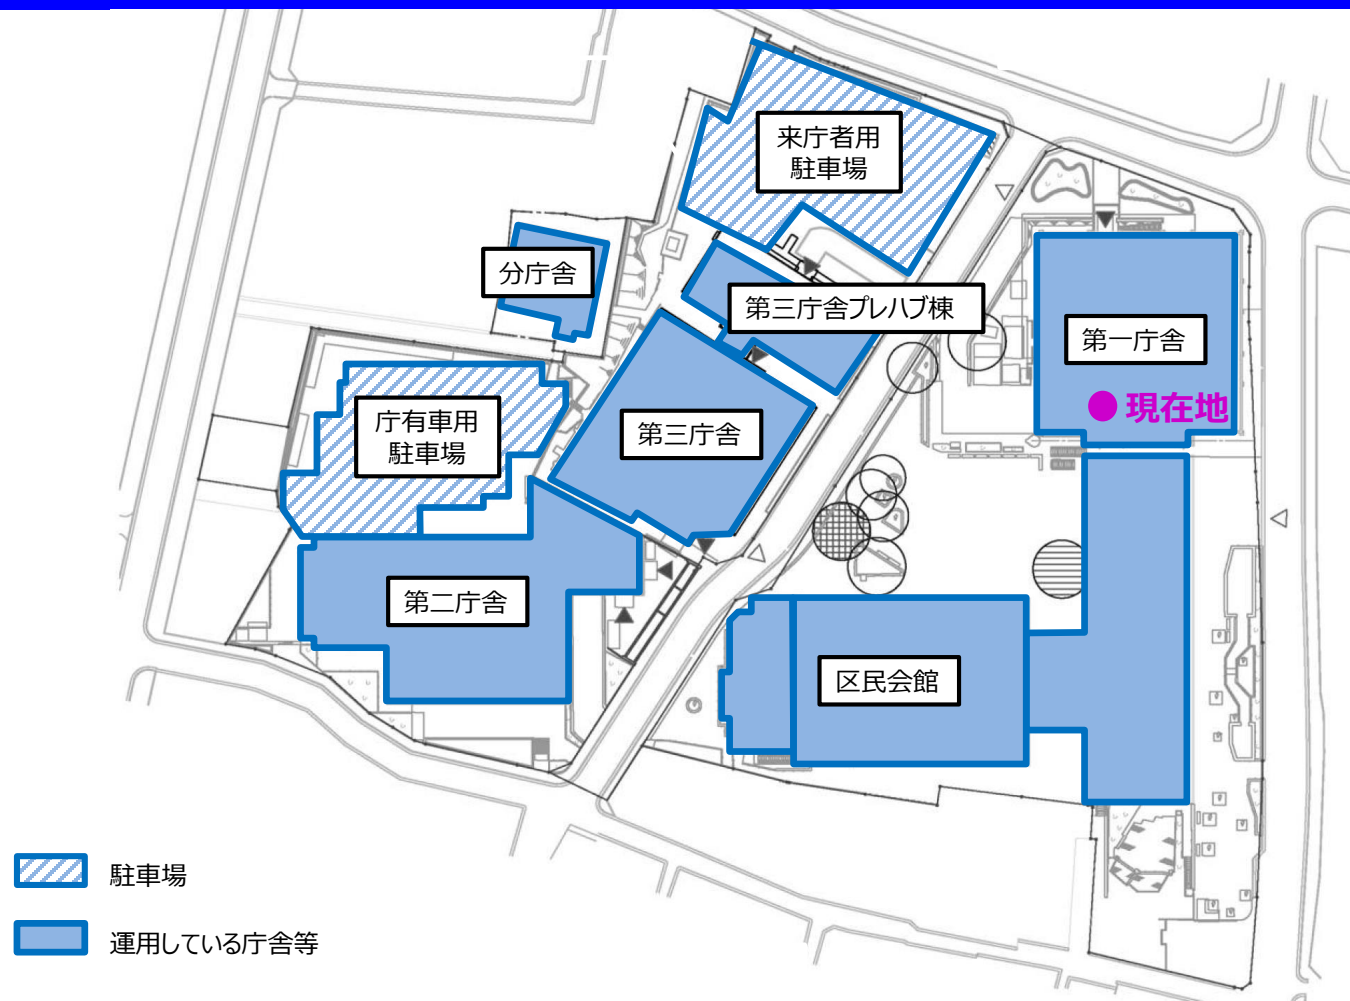 来庁者用
駐車場
分庁舎
第三庁舎プレハブ棟
第一庁舎
現在地
庁有車用
駐車場
第三庁舎
第二庁舎
区民会館
駐車場
運用している庁舎等